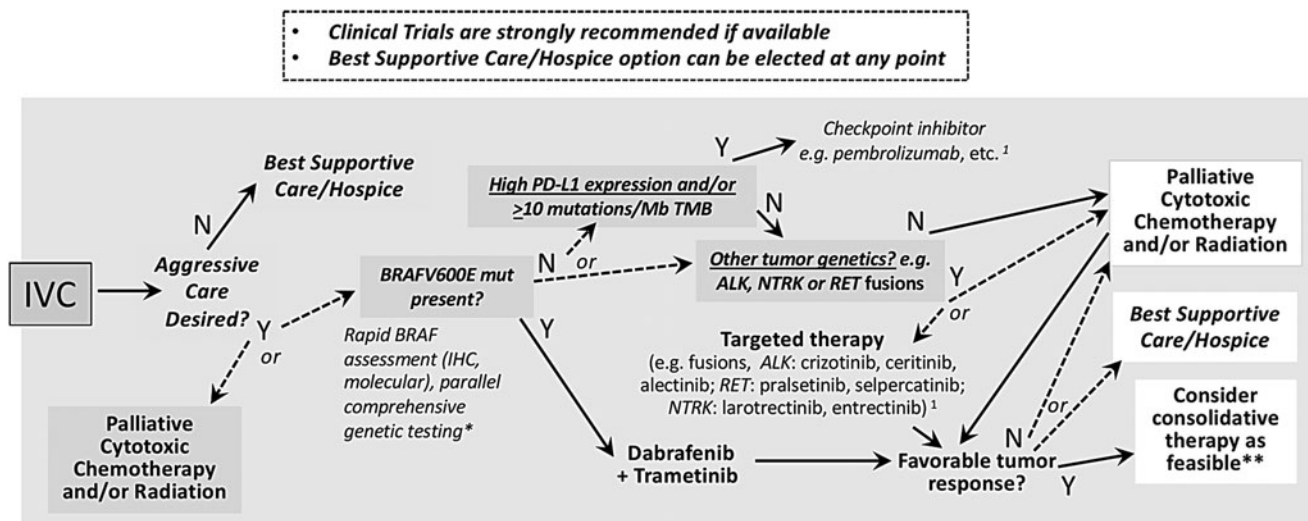 • Clinical Trials are strongly recommended if available
• Best Supportive Care/Hospice option can be elected at any point
IVC
Aggressive
Care
Desired?
N
Best Supportive
Care/Hospice
Y
or
Palliative
Cytotoxic
Chemotherapy
and/or Radiation
BRAFV600E mut
present?
Rapid BRAF
assessment (IHC,
molecular), parallel
comprehensive
genetic testing*
N
or
High PD-L1 expression and/or
≥10 mutations/Mb TMB
Y
Checkpoint inhibitor
e.g. pembrolizumab, etc. ¹
N
Other tumor genetics? e.g.
ALK, NTRK or RET fusions
N
Y
or
Targeted therapy
(e.g. fusions, ALK: crizotinib, ceritinib,
alectinib; RET: pralsetinib, selpercatinib;
NTRK: larotrectinib, entrectinib) ¹
Y
Dabrafenib
+ Trametinib
Favorable tumor
response?
N
or
Y
Palliative
Cytotoxic
Chemotherapy
and/or Radiation
Best Supportive
Care/Hospice
Consider
consolidative
therapy as
feasible**